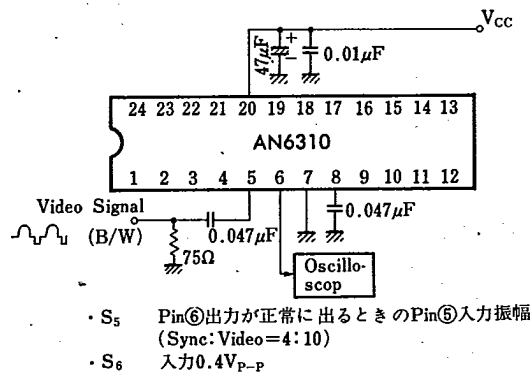 VCC
47μF
+
−
0.01μF
24 23 22 21 20 19 18 17 16 15 14 13
AN6310
1 2 3 4 5 6 7 8 9 10 11 12
Video Signal
(B/W)
0.047μF
0.047μF
75Ω
Oscillo-
scop
・S5 Pin⑥出力が正常に出るときのPin⑤入力振幅
(Sync:Video=4:10)
・S6 入力0.4VP-P